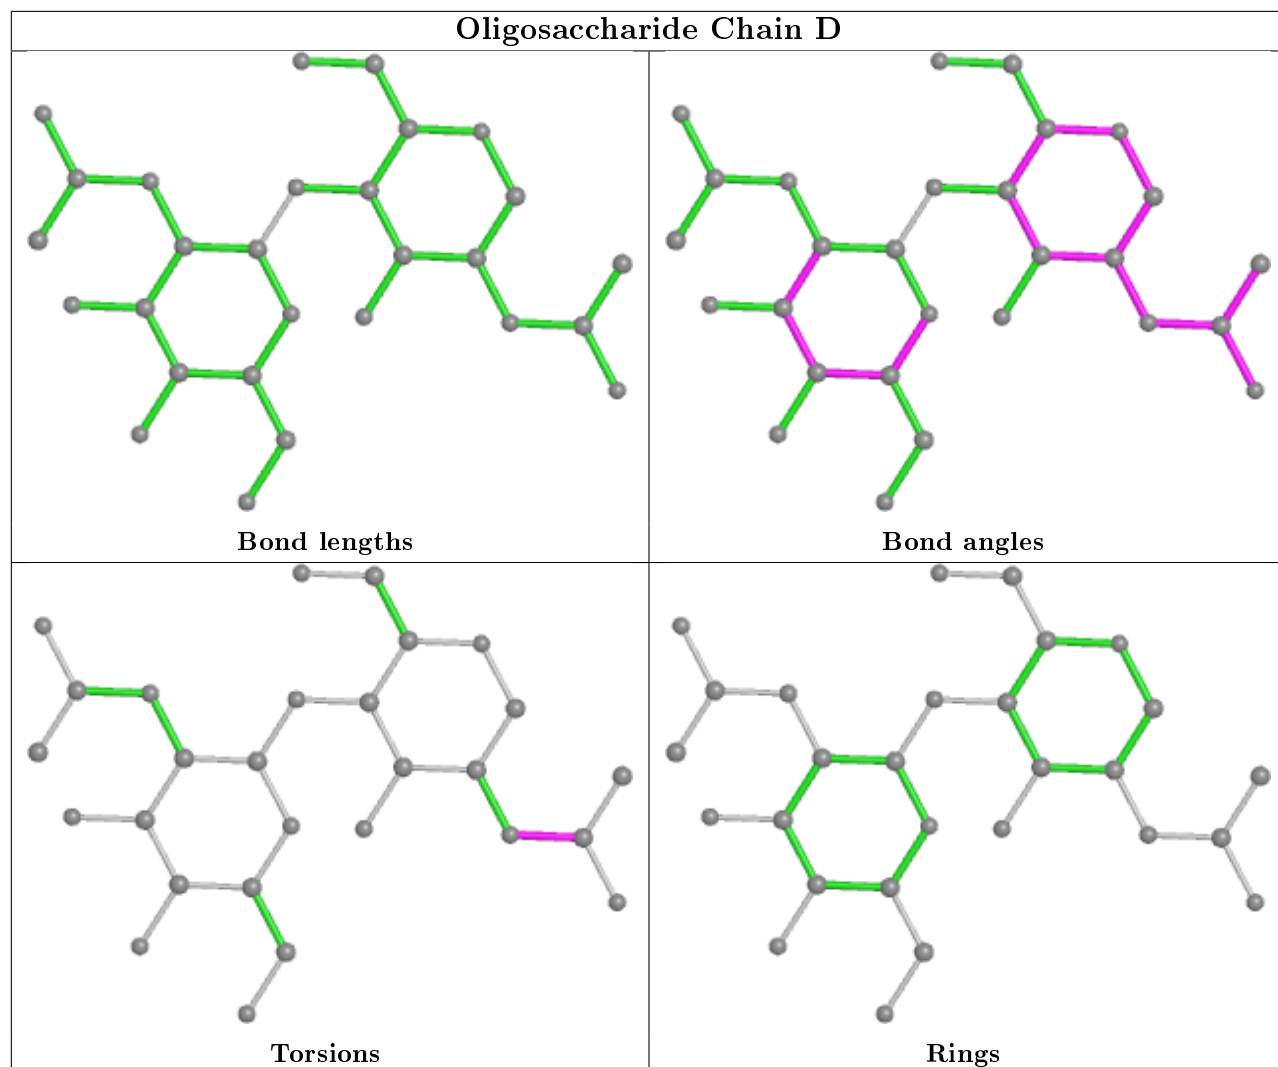 Oligosaccharide Chain D
Bond lengths
Bond angles
Torsions
Rings